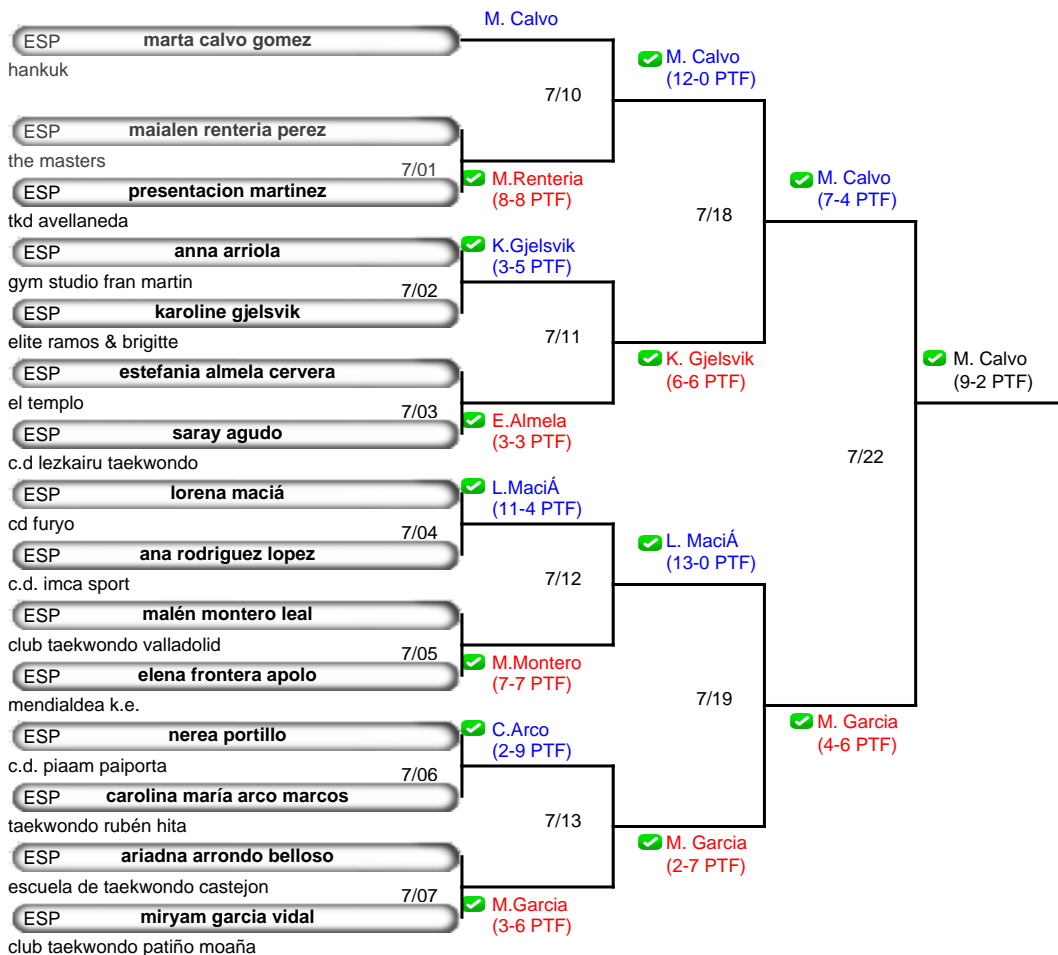 M. Calvo
ESP marta calvo gomez
hankuk
M. Calvo
(12-0 PTF)
7/10
ESP maialen renteria perez
the masters
7/01
ESP presentacion martinez
tkd avellaneda
M.Renteria
(8-8 PTF)
M. Calvo
(7-4 PTF)
7/18
ESP anna arriola
gym studio fran martin
K.Gjelsvik
(3-5 PTF)
7/02
ESP karoline gjelsvik
elite ramos & brigitte
7/11
K. Gjelsvik
(6-6 PTF)
ESP estefania almela cervera
el templo
7/03
ESP saray agudo
c.d lezkairu taekwondo
E.Almela
(3-3 PTF)
M. Calvo
(9-2 PTF)
7/22
ESP lorena maciá
cd furyo
L.MaciÁ
(11-4 PTF)
7/04
ESP ana rodriguez lopez
c.d. imca sport
L. MaciÁ
(13-0 PTF)
7/12
ESP malén montero leal
club taekwondo valladolid
7/05
ESP elena frontera apolo
mendialdea k.e.
M.Montero
(7-7 PTF)
7/19
M. Garcia
(4-6 PTF)
ESP nerea portillo
c.d. piaam paiporta
C.Arco
(2-9 PTF)
7/06
ESP carolina maría arco marcos
taekwondo rubén hita
7/13
M. Garcia
(2-7 PTF)
ESP ariadna arrondo belloso
escuela de taekwondo castejon
7/07
ESP miryam garcia vidal
club taekwondo patiño moaña
M.Garcia
(3-6 PTF)